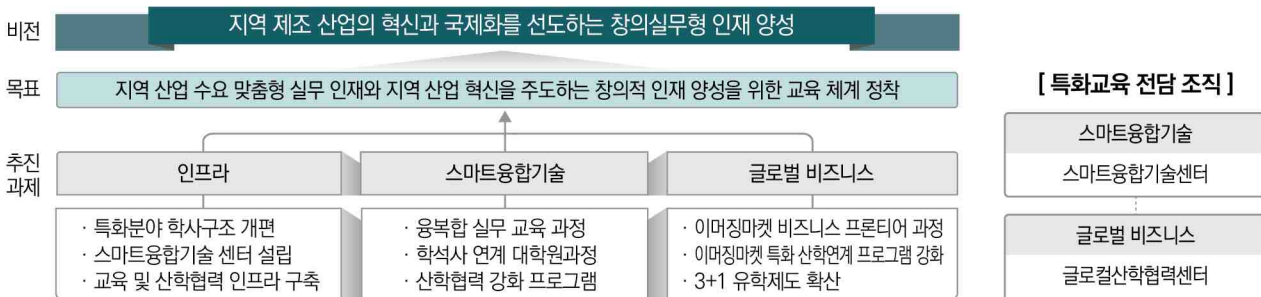 비전
지역 제조 산업의 혁신과 국제화를 선도하는 창의실무형 인재 양성
목표
지역 산업 수요 맞춤형 실무 인재와 지역 산업 혁신을 주도하는 창의적 인재 양성을 위한 교육 체계 정착
추진
과제
인프라
· 특화분야 학사구조 개편
· 스마트융합기술 센터 설립
· 교육 및 산학협력 인프라 구축
스마트융합기술
· 융복합 실무 교육 과정
· 학석사 연계 대학원과정
· 산학협력 강화 프로그램
글로벌 비즈니스
· 이머징마켓 비즈니스 프론티어 과정
· 이머징마켓 특화 산학연계 프로그램 강화
· 3+1 유학제도 확산
[ 특화교육 전담 조직 ]
스마트융합기술
스마트융합기술센터
글로벌 비즈니스
글로컬산학협력센터